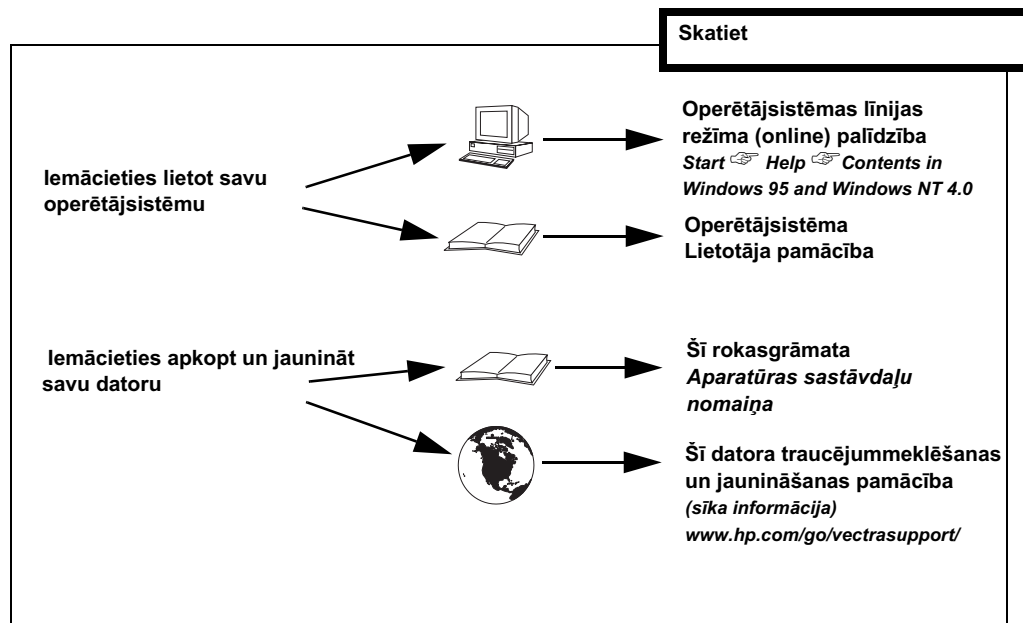 Skatiet
Iemācieties lietot savu
operētājsistēmu
Operētājsistēmas līnijas
režīma (online) palīdzība
Start ☞ Help ☞ Contents in
Windows 95 and Windows NT 4.0
Operētājsistēma
Lietotāja pamācība
Iemācieties apkopt un jaunināt
savu datoru
Šī rokasgrāmata
Aparatūras sastāvdaļu
nomaiņa
Šī datora traucējummeklēšanas
un jaunināšanas pamācība
(sīka informācija)
www.hp.com/go/vectrasupport/